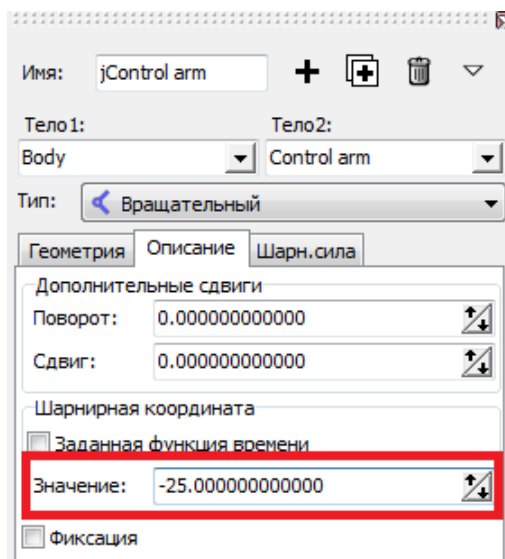 Имя: jControl arm
Тело1: Тело2:
Body Control arm
Тип: Вращательный
Геометрия Описание Шарн.сила
Дополнительные сдвиги
Поворот: 0.000000000000
Сдвиг: 0.000000000000
Шарнирная координата
Заданная функция времени
Значение: -25.000000000000
Фиксация